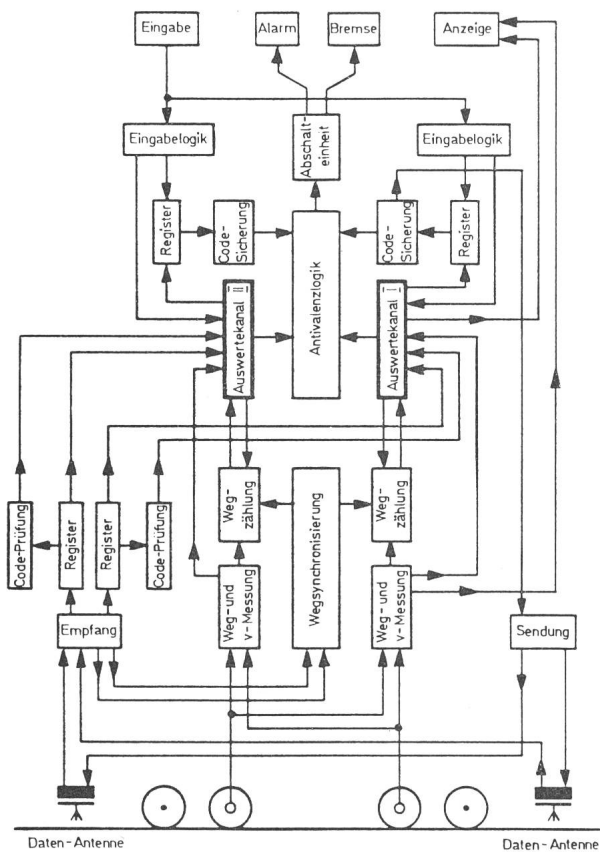 Eingabe
Alarm
Bremse
Anzeige
Eingabelogik
Abschalt-
einheit
Eingabelogik
Register
Code-
Sicherung
Antivalenzlogik
Code-
Sicherung
Register
Auswertekanal II
Auswertekanal I
Code-Prüfung
Register
Register
Code-Prüfung
Weg-
zählung
Wegsynchronisierung
Weg-
zählung
Empfang
Weg- und
v-Messung
Weg- und
v-Messung
Sendung
Daten-Antenne
Daten-Antenne